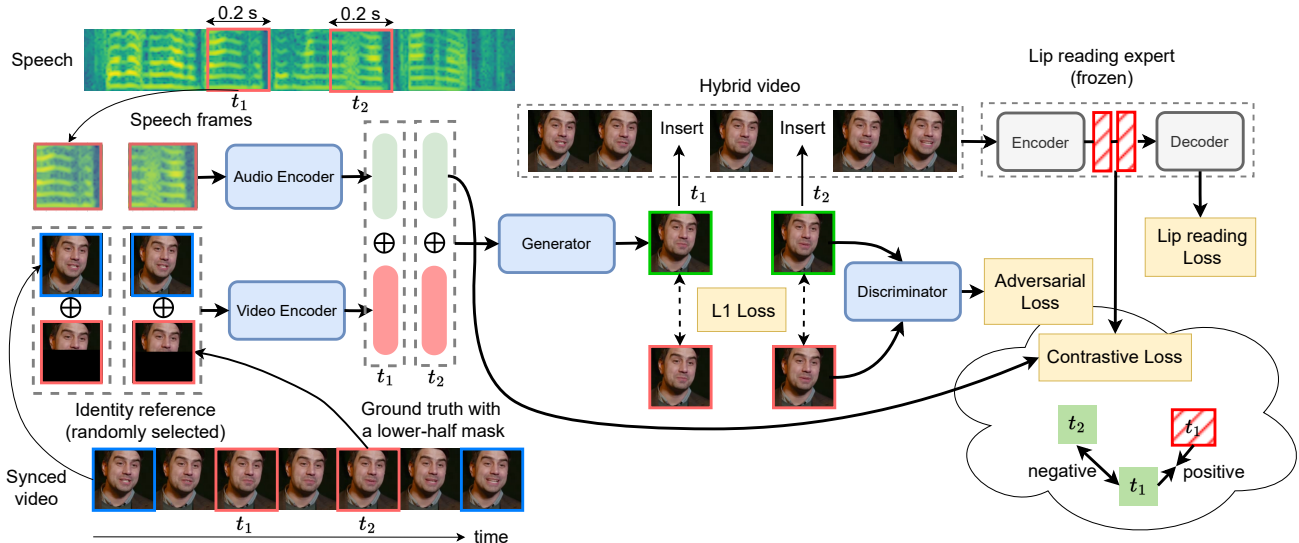 0.2 s
0.2 s
Speech
t₁
t₂
Speech frames
Audio Encoder
⊕
⊕
⊕
⊕
Video Encoder
t₁
t₂
Identity reference
(randomly selected)
Ground truth with
a lower-half mask
Synced
video
t₁
t₂
time
Generator
Hybrid video
Insert
Insert
t₁
t₂
L1 Loss
Discriminator
Adversarial
Loss
Lip reading expert
(frozen)
Encoder
Decoder
Lip reading
Loss
Contrastive Loss
t₂
t₁
negative
positive
t₁